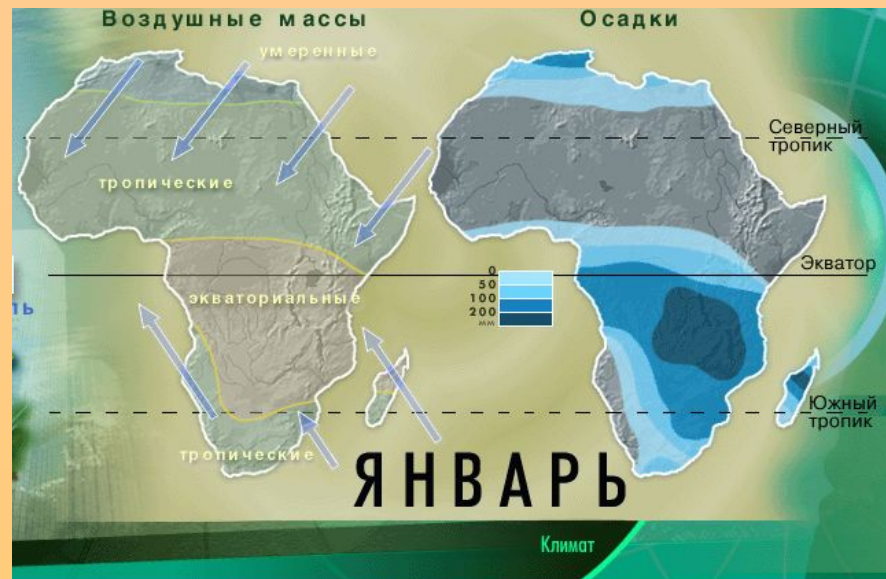 Воздушные массы
Осадки
умеренные
Северный
тропик
тропические
Экватор
0
50
100
200
мм
экваториальные
ль
Южный
тропик
тропические
ЯНВАРЬ
Климат